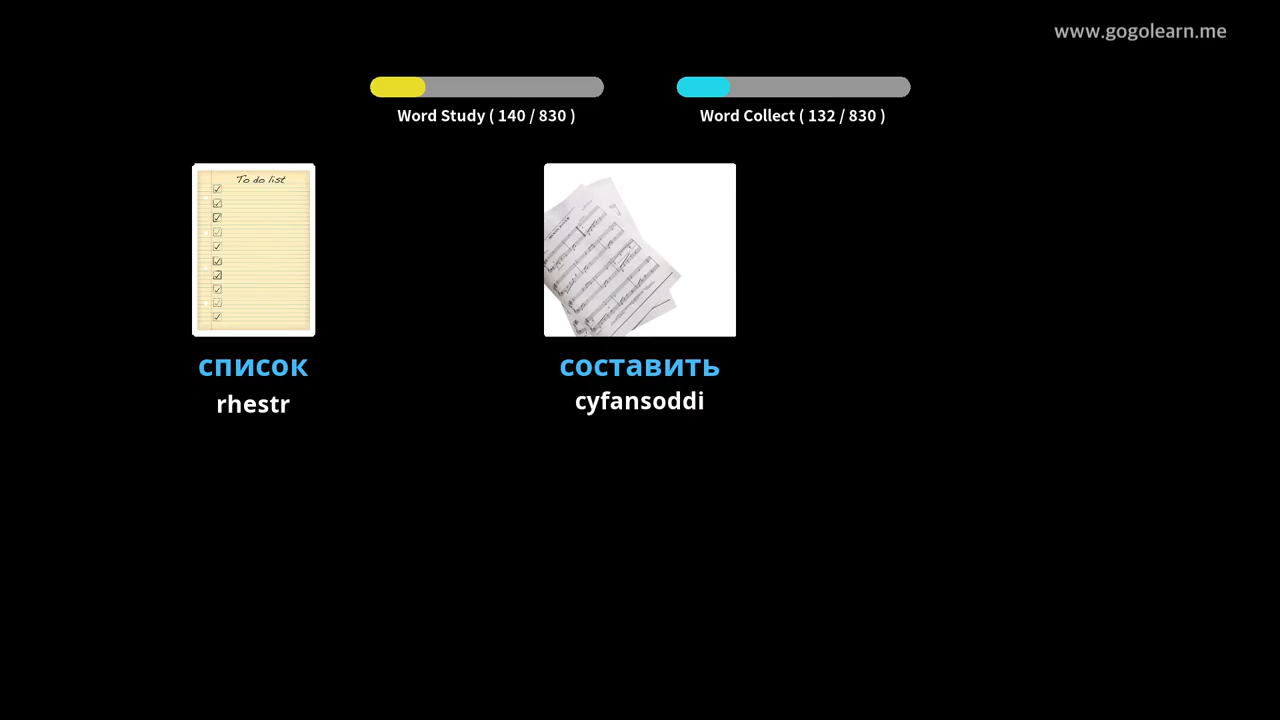 www.gogolearn.me
Word Study ( 140 / 830 )
Word Collect ( 132 / 830 )
To do list
список
rhestr
составить
cyfansoddi